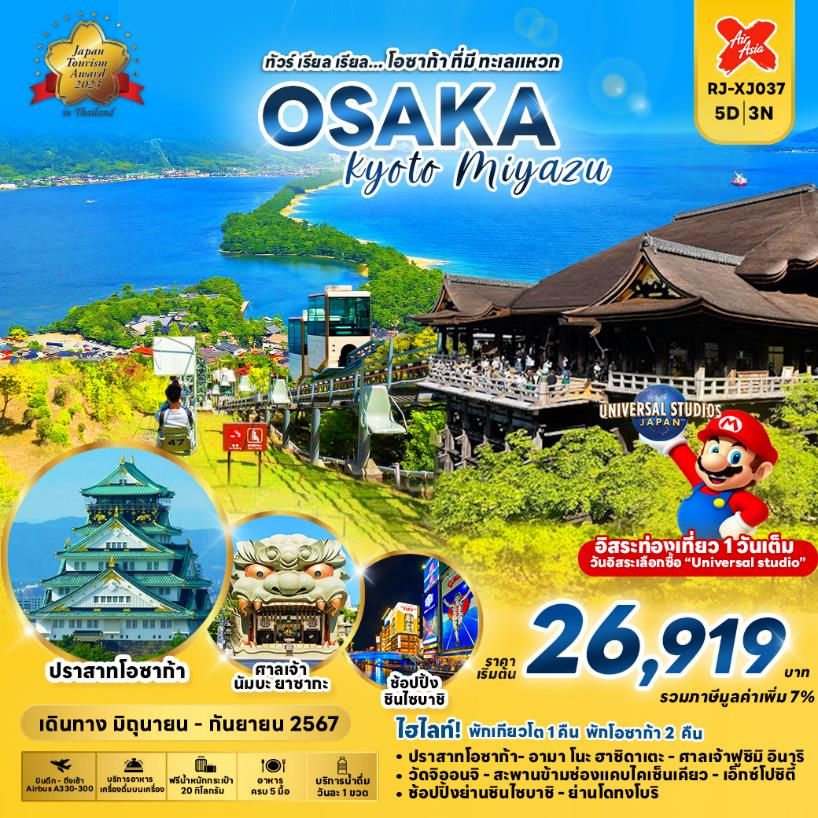 Japan
Tourism
Award
2023
in Thailand
Air
Asia
RJ-XJ037
5D|3N
ทัวร์ เรียล เรียล... โอซาก้า ที่มี ทะเลแหวก
OSAKA
Kyoto Miyazu
47
UNIVERSAL STUDIOS
JAPAN
M
อิสระท่องเที่ยว 1 วันเต็ม
วันอิสระเลือกซื้อ "Universal studio"
ปราสาทโอซาก้า
ศาลเจ้า
นัมบะ ยาซากะ
ช้อปปิ้ง
ชินไซบาชิ
ราคา
เริ่มต้น
26,919
บาท
รวมภาษีมูลค่าเพิ่ม 7%
เดินทาง มิถุนายน - กันยายน 2567
ไฮไลท์! พักเกียวโต 1 คืน พักโอซาก้า 2 คืน
• ปราสาทโอซาก้า- อามา โนะ ฮาชิดาเตะ - ศาลเจ้าฟูชิมิ อินาริ
• วัดจิออนจิ - สะพานข้ามช่องแคบไคเซ็นเคียว - เอ็กซ์โปซิตี้
• ช้อปปิ้งย่านชินไซบาชิ - ย่านโดทงโบริ
บินดึก - ถึงเช้า
Airbus A330-300
บริการอาหาร
เครื่องดื่มบนเครื่อง
ฟรีน้ำหนักกระเป๋า
20 กิโลกรัม
อาหาร
ครบ 5 มื้อ
บริการน้ำดื่ม
วันละ 1 ขวด